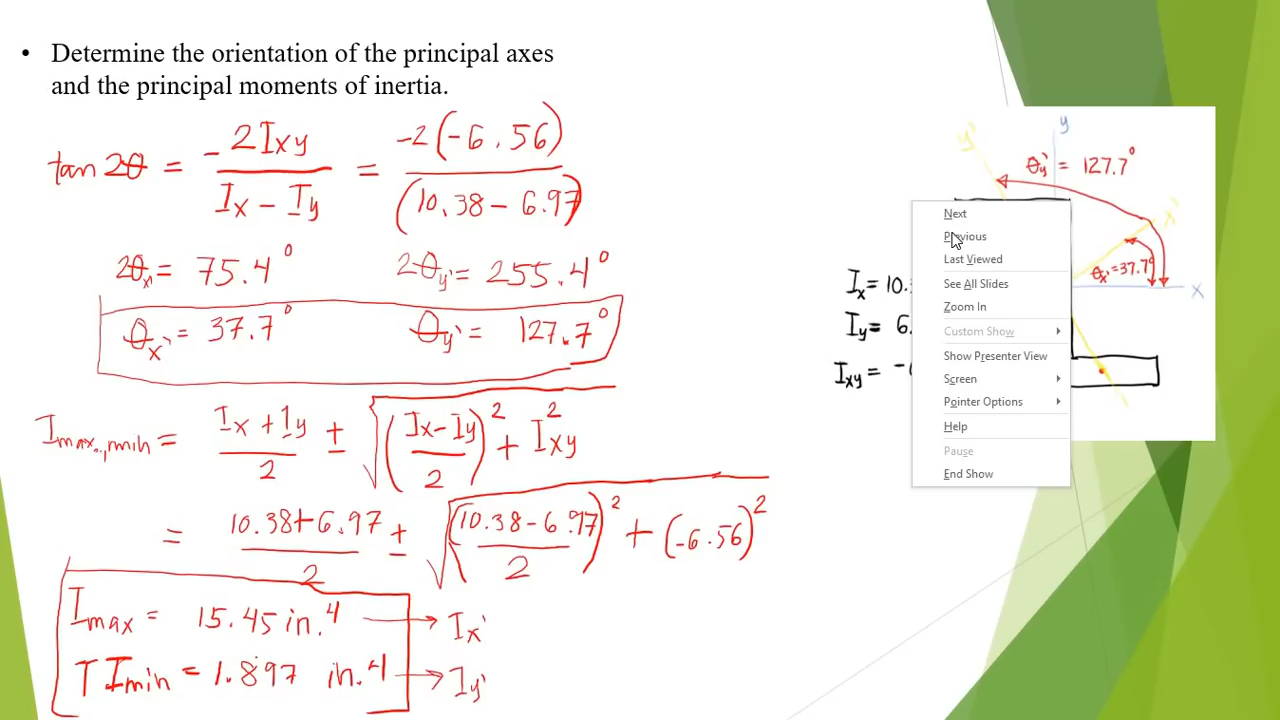 • Determine the orientation of the principal axes
and the principal moments of inertia.
tan 2θ = - 2Ixy / (Ix - Iy) = -2(-6.56) / (10.38 - 6.97)
2θx' = 75.4° 2θy' = 255.4°
θx' = 37.7° θy' = 127.7°
Imax,min = (Ix + Iy)/2 ± √((Ix - Iy)/2)² + I²xy
= (10.38+6.97)/2 ± √((10.38-6.97)/2)² + (-6.56)²
Imax = 15.45 in.4 → Ix'
Imin = 1.897 in.4 → Iy'
y
y'
θy' = 127.7°
x'
θx'=37.7°
x
Ix = 10.
Iy = 6.
Ixy = -
Next
Previous
Last Viewed
See All Slides
Zoom In
Custom Show
Show Presenter View
Screen
Pointer Options
Help
Pause
End Show